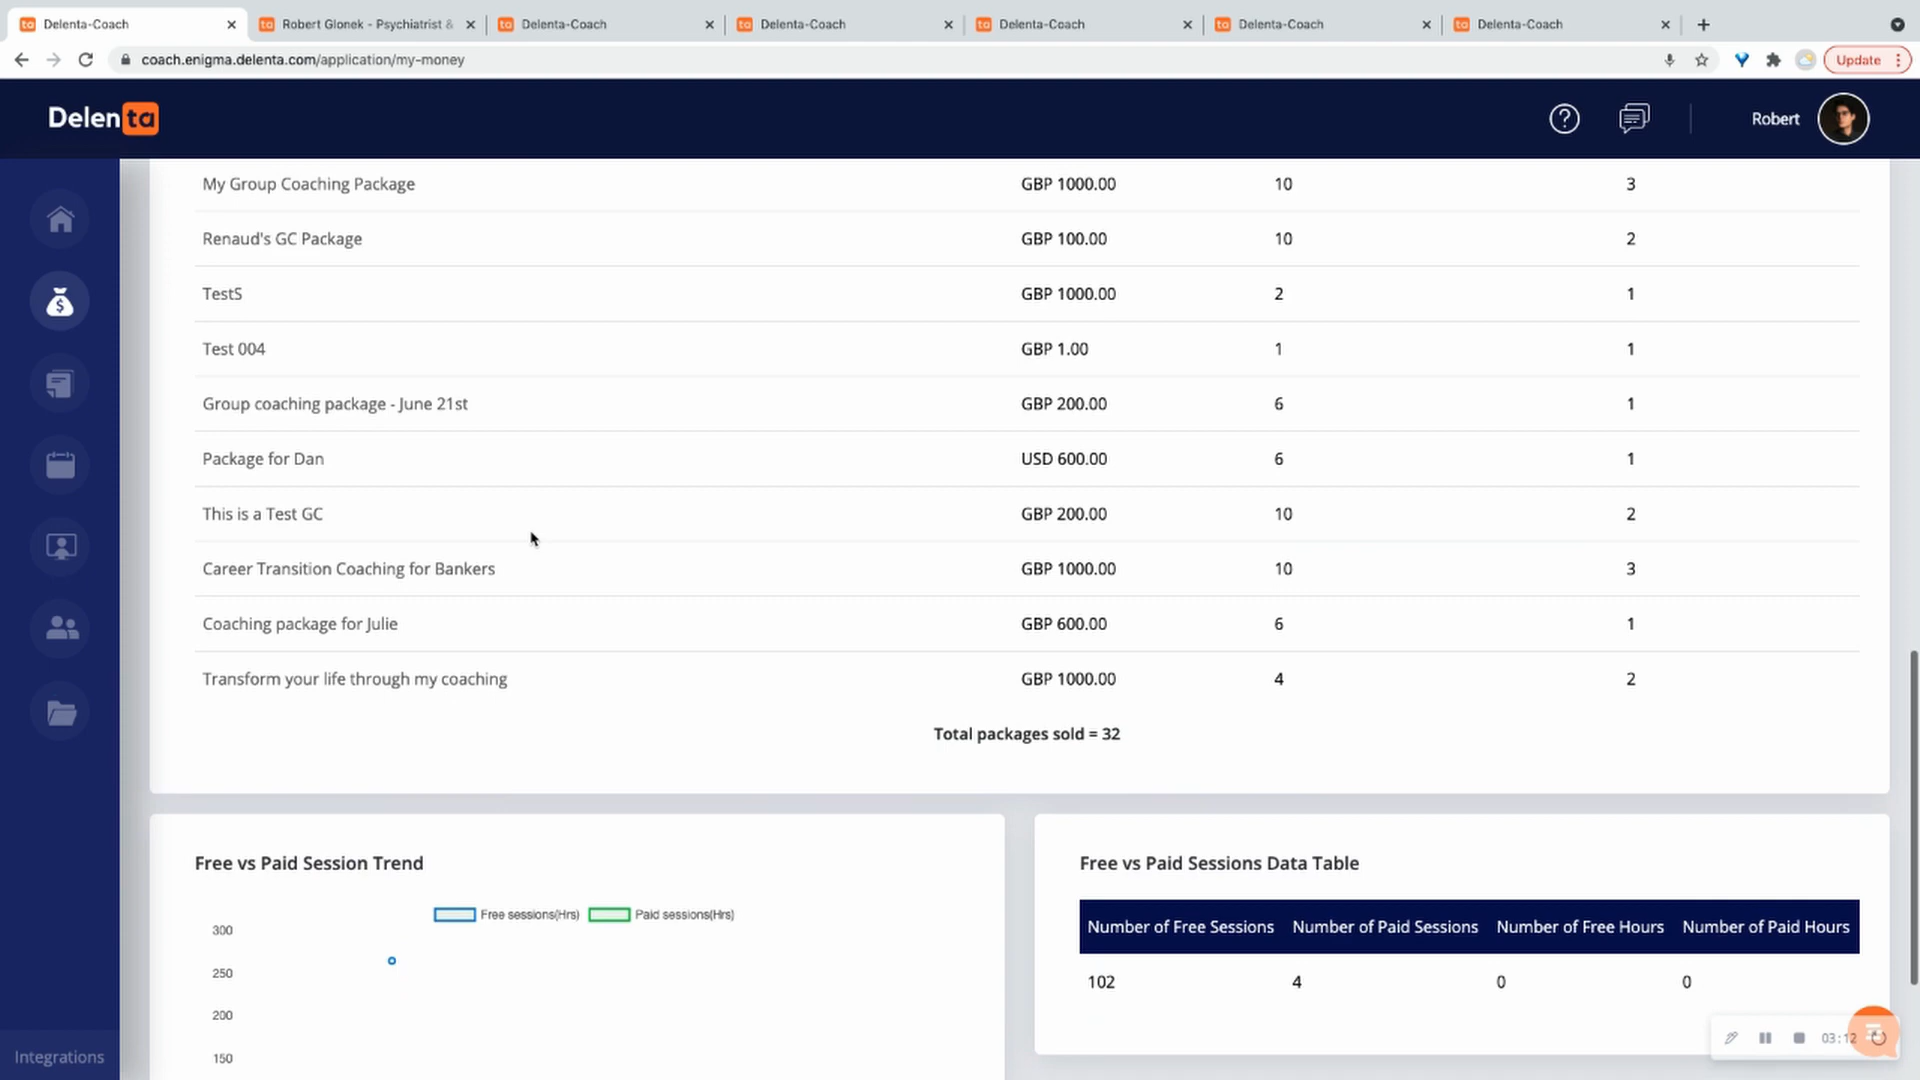 Delenta-Coach
Robert Glonek - Psychiatrist &
Delenta-Coach
Delenta-Coach
Delenta-Coach
Delenta-Coach
Delenta-Coach
coach.enigma.delenta.com/application/my-money
Update
Delenta
Robert
My Group Coaching Package GBP 1000.00 10 3
Renaud's GC Package GBP 100.00 10 2
TestS GBP 1000.00 2 1
Test 004 GBP 1.00 1 1
Group coaching package - June 21st GBP 200.00 6 1
Package for Dan USD 600.00 6 1
This is a Test GC GBP 200.00 10 2
Career Transition Coaching for Bankers GBP 1000.00 10 3
Coaching package for Julie GBP 600.00 6 1
Transform your life through my coaching GBP 1000.00 4 2
Total packages sold = 32
Free vs Paid Session Trend
Free sessions(Hrs) Paid sessions(Hrs)
300
250
200
150
Free vs Paid Sessions Data Table
Number of Free Sessions Number of Paid Sessions Number of Free Hours Number of Paid Hours
102 4 0 0
03:12
Integrations